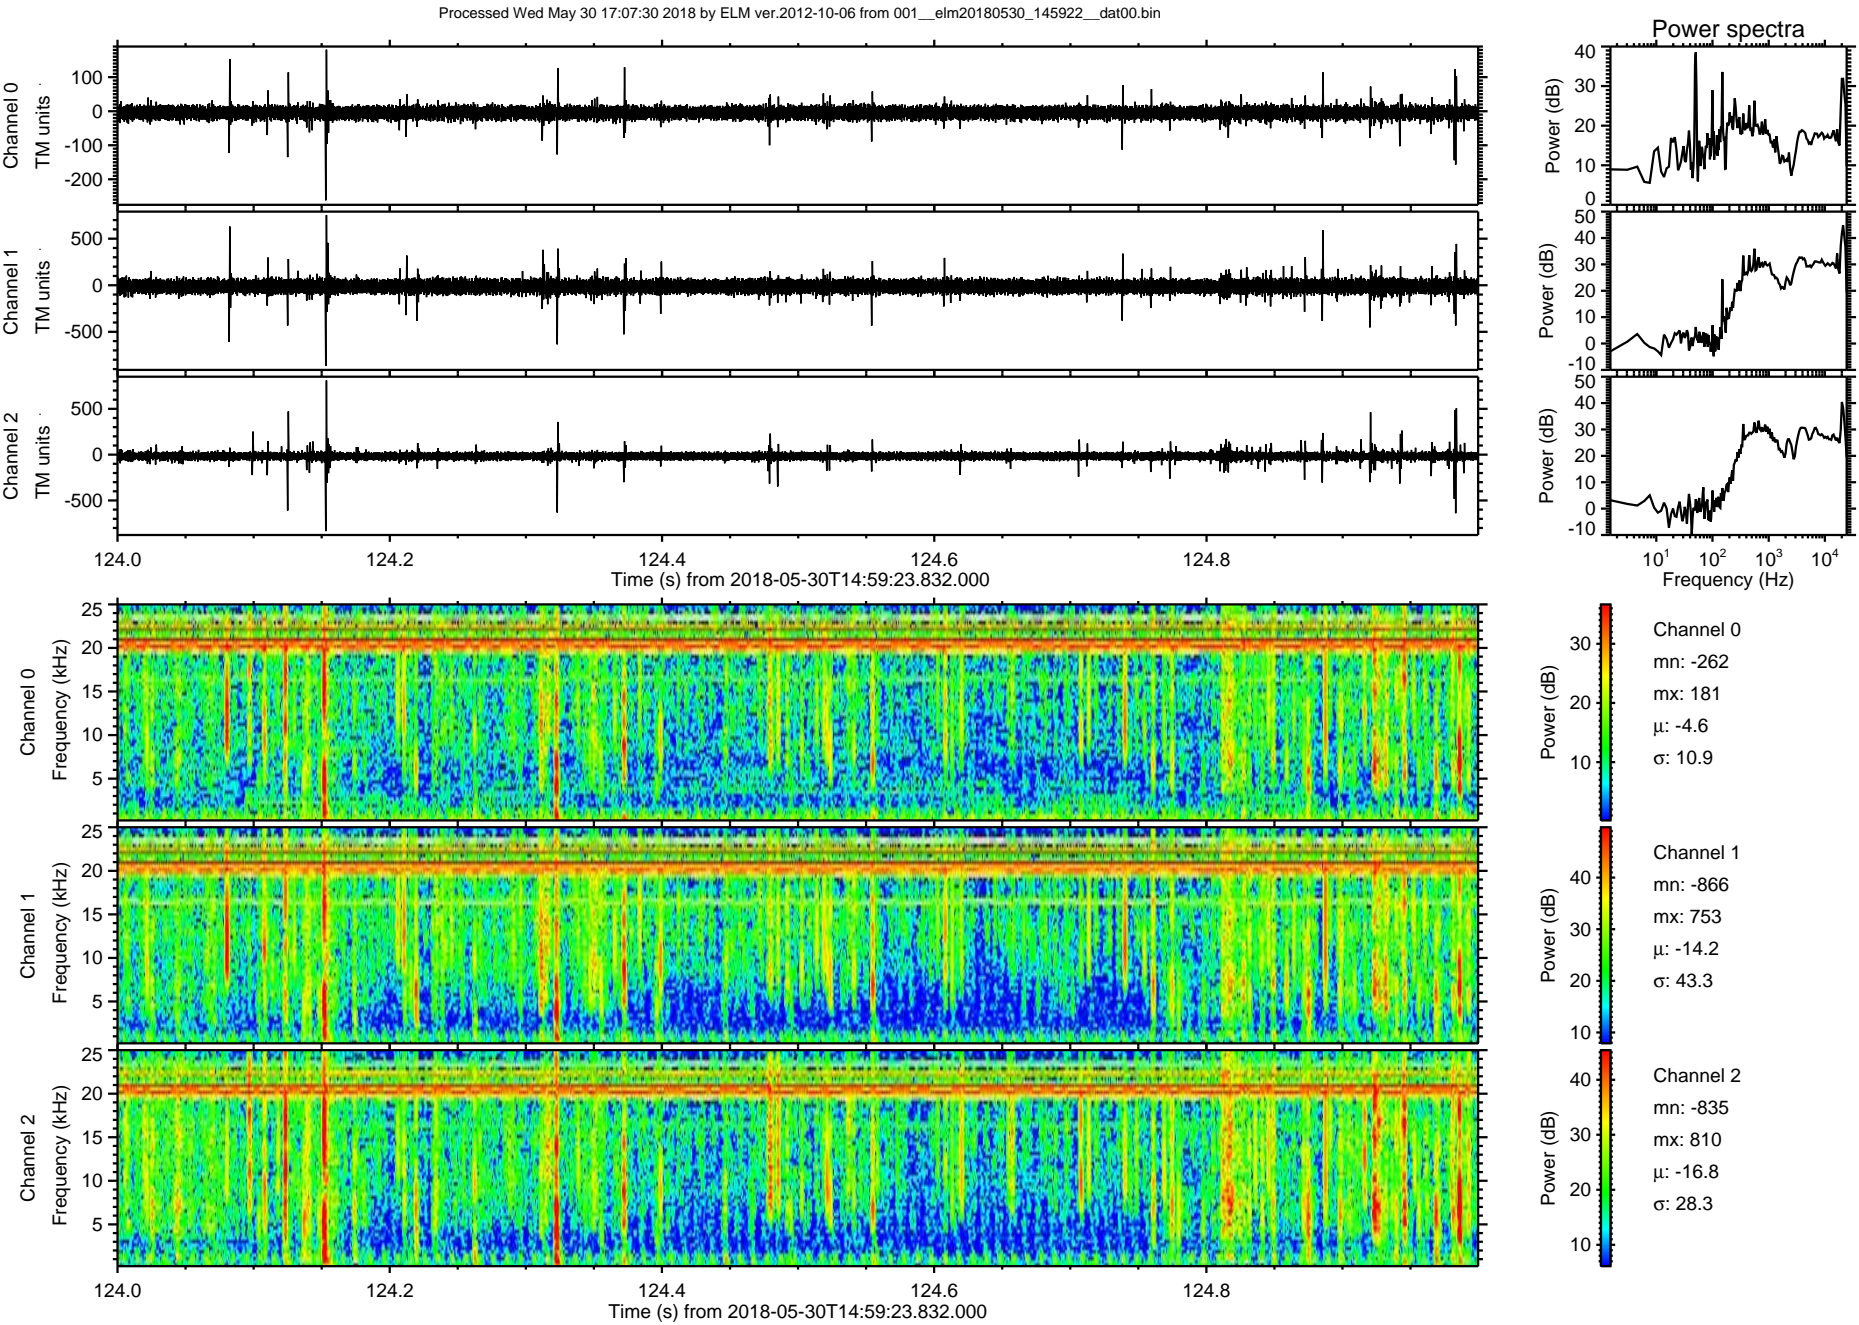 Processed Wed May 30 17:07:30 2018 by ELM ver.2012-10-06 from 001__elm20180530_145922__dat00.bin
Power spectra
Channel 0
TM units
100
0
-100
-200
Power (dB)
40
30
20
10
0
Channel 1
TM units
500
0
-500
Power (dB)
50
40
30
20
10
0
-10
Channel 2
TM units
500
0
-500
Power (dB)
50
40
30
20
10
0
-10
124.0 124.2 124.4 124.6 124.8
Time (s) from 2018-05-30T14:59:23.832.000
10¹ 10² 10³ 10⁴
Frequency (Hz)
Channel 0
Frequency (kHz)
25
20
15
10
5
Power (dB)
30
20
10
Channel 0
mn: -262
mx: 181
μ: -4.6
σ: 10.9
Channel 1
Frequency (kHz)
25
20
15
10
5
Power (dB)
40
30
20
10
Channel 1
mn: -866
mx: 753
μ: -14.2
σ: 43.3
Channel 2
Frequency (kHz)
25
20
15
10
5
Power (dB)
40
30
20
10
Channel 2
mn: -835
mx: 810
μ: -16.8
σ: 28.3
124.0 124.2 124.4 124.6 124.8
Time (s) from 2018-05-30T14:59:23.832.000